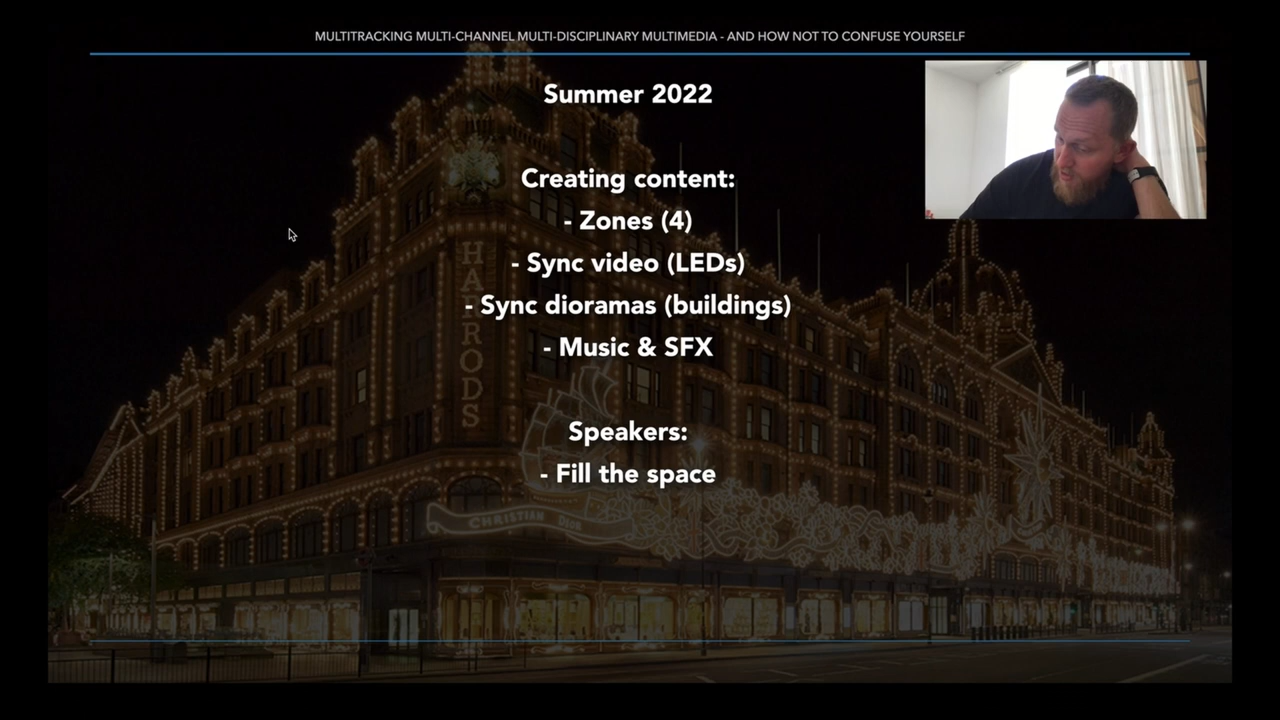 MULTITRACKING MULTI-CHANNEL MULTI-DISCIPLINARY MULTIMEDIA - AND HOW NOT TO CONFUSE YOURSELF
Summer 2022
Creating content:
- Zones (4)
- Sync video (LEDs)
- Sync dioramas (buildings)
- Music & SFX
Speakers:
- Fill the space
HARRODS
CHRISTIAN DIOR